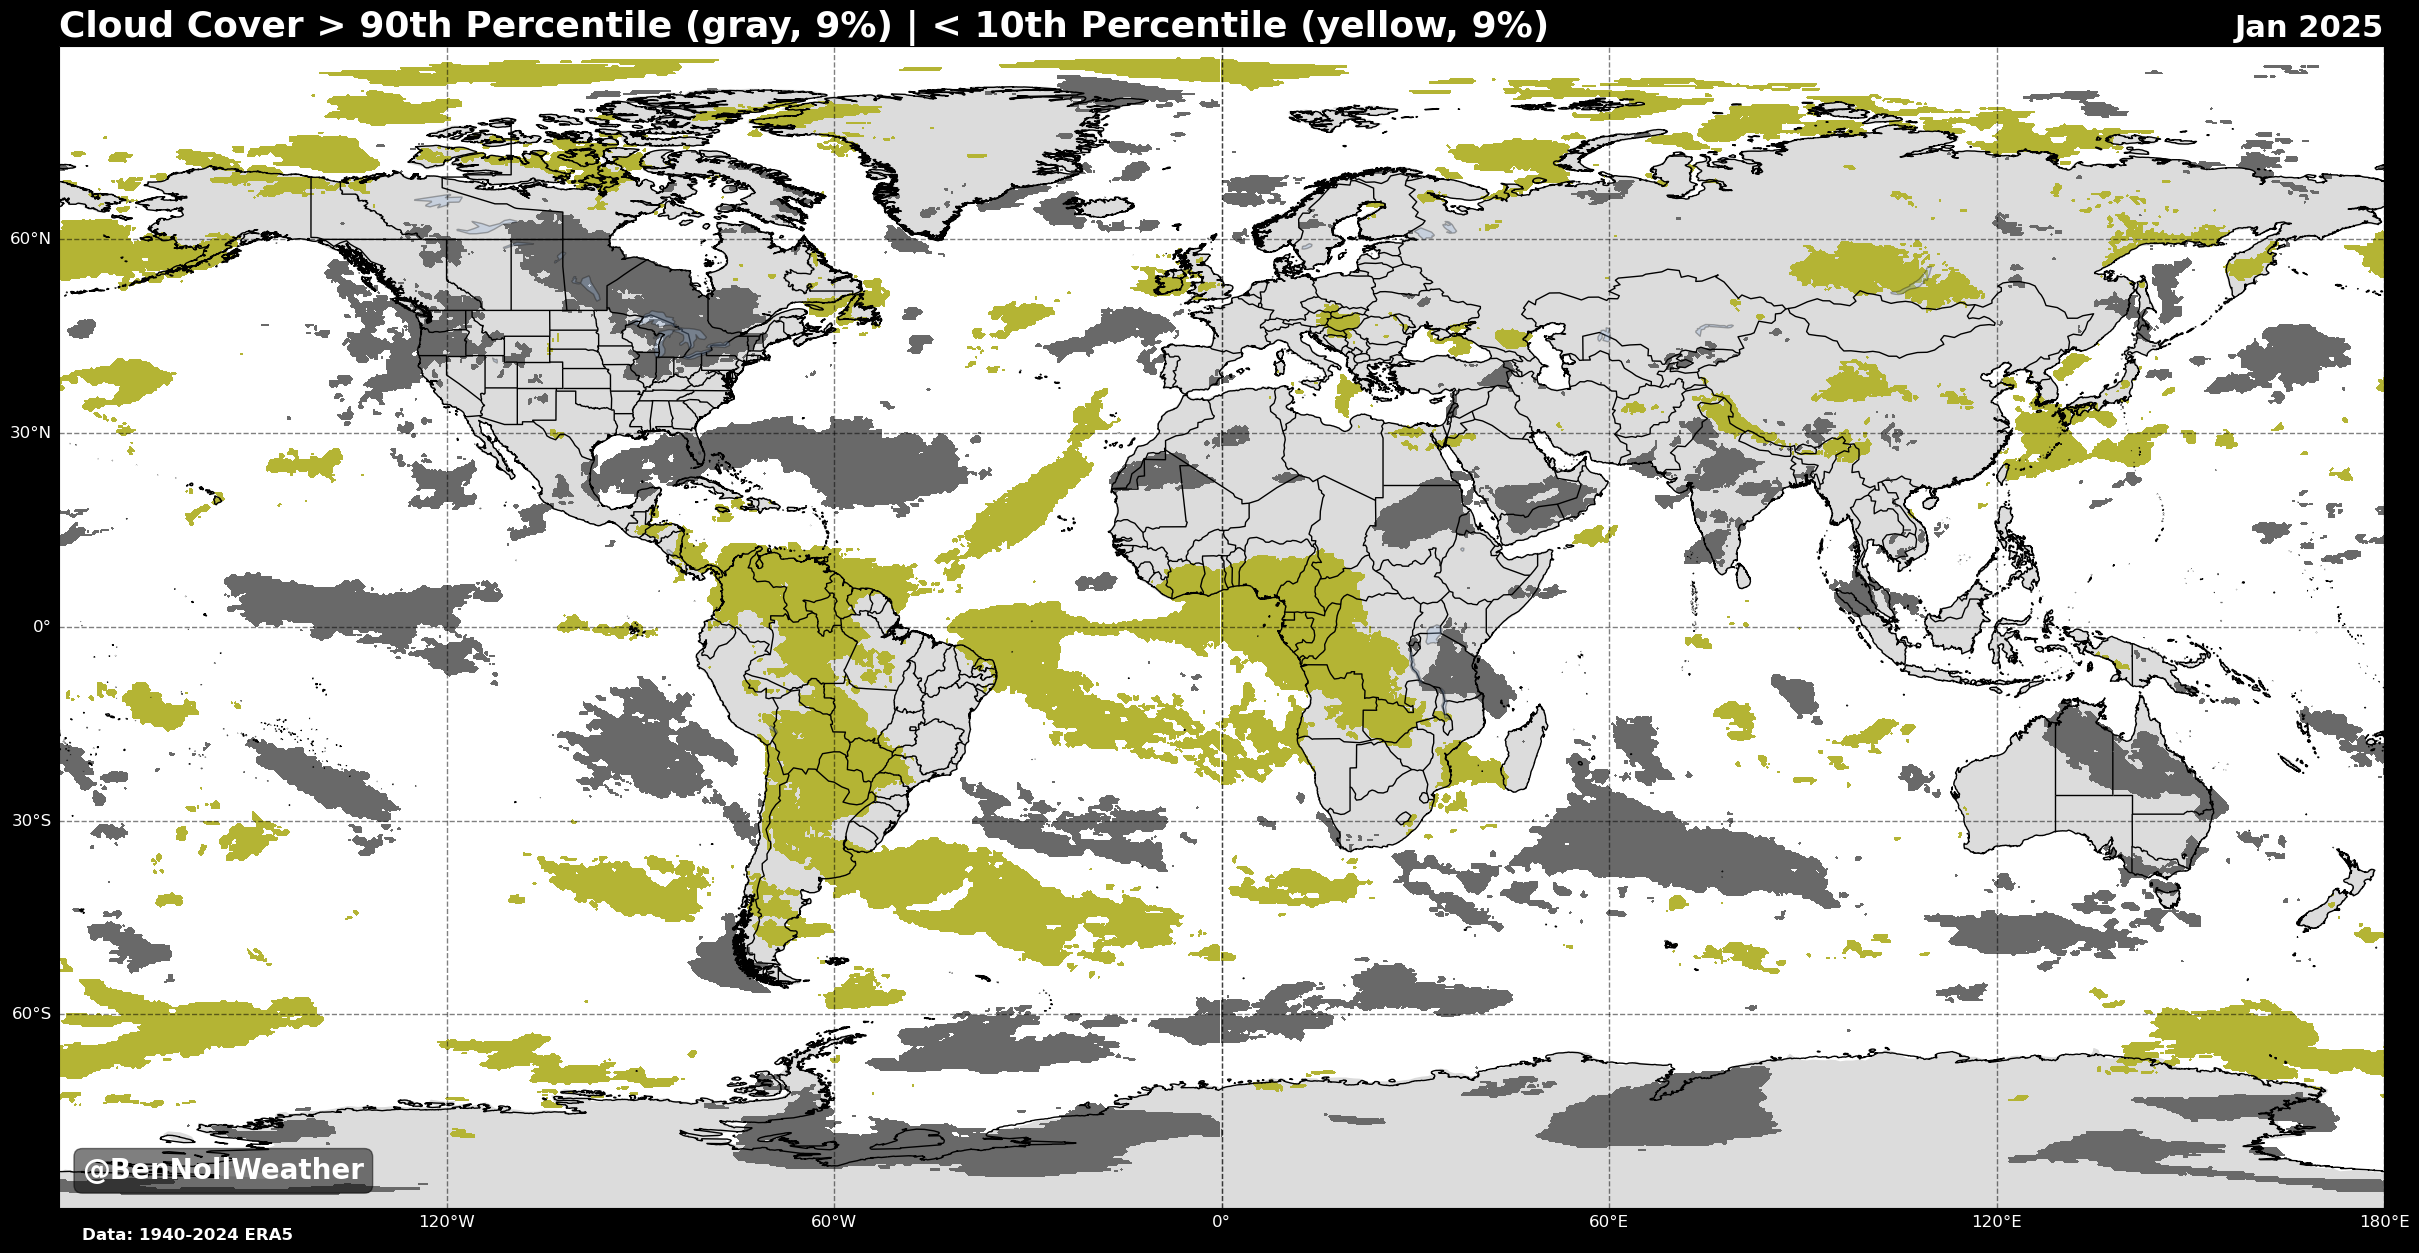 Cloud Cover > 90th Percentile (gray, 9%) | < 10th Percentile (yellow, 9%)
Jan 2025
60°N
30°N
0°
30°S
60°S
@BenNollWeather
120°W
60°W
0°
60°E
120°E
180°E
Data: 1940-2024 ERA5